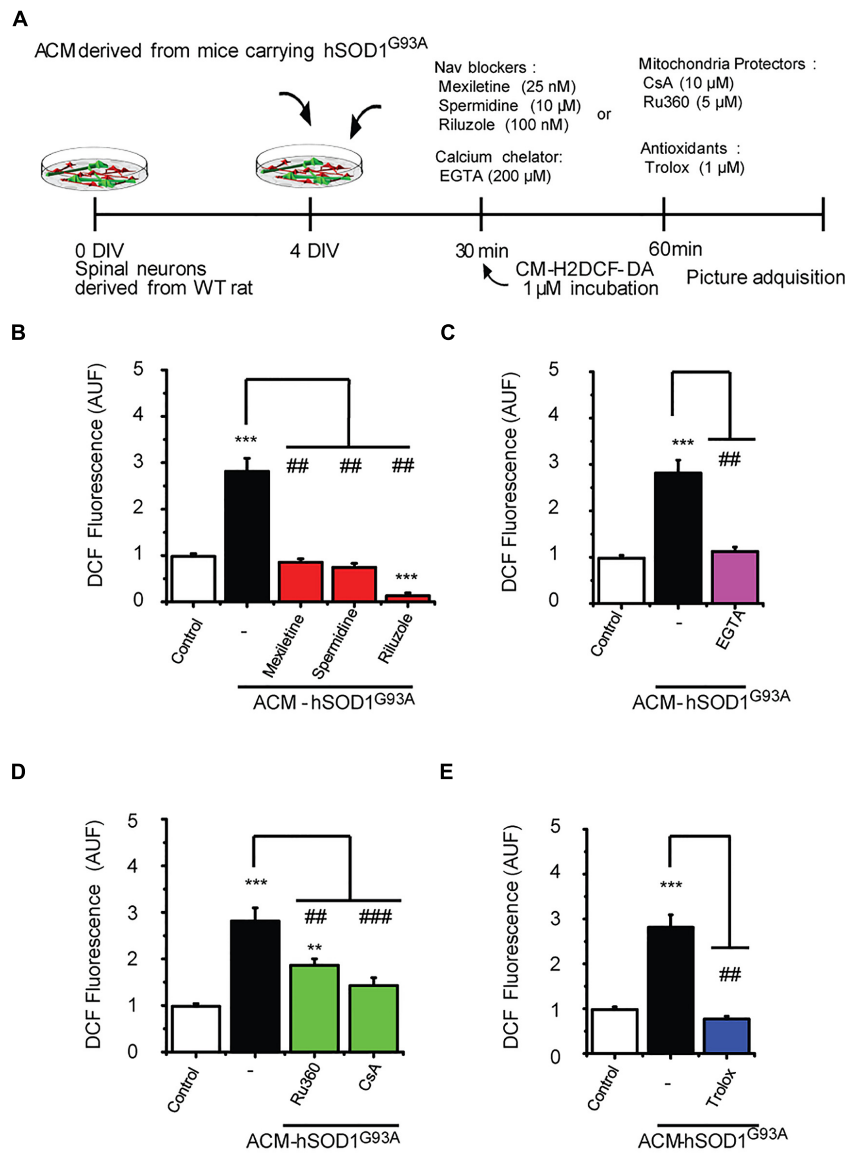 A
ACM derived from mice carrying hSOD1G93A
Nav blockers :
Mexiletine (25 nM)
Spermidine (10 µM)
Riluzole (100 nM)
or
Calcium chelator:
EGTA (200 µM)
Mitochondria Protectors :
CsA (10 µM)
Ru360 (5 µM)
Antioxidants :
Trolox (1 µM)
0 DIV
4 DIV
30 min
60min
Spinal neurons
derived from WT rat
CM-H2DCF-DA
1µM incubation
Picture adquisition
B
DCF Fluorescence (AUF)
5
4
3
2
1
0
***
##
##
##
***
Control
-
Mexiletine
Spermidine
Riluzole
ACM -hSOD1G93A
C
DCF Fluorescence (AUF)
5
4
3
2
1
0
***
##
Control
-
EGTA
ACM-hSOD1G93A
D
DCF Fluorescence (AUF)
5
4
3
2
1
0
***
##
###
**
Control
-
Ru360
CsA
ACM-hSOD1G93A
E
DCF Fluorescence (AUF)
5
4
3
2
1
0
***
##
Control
-
Trolox
ACM-hSOD1G93A